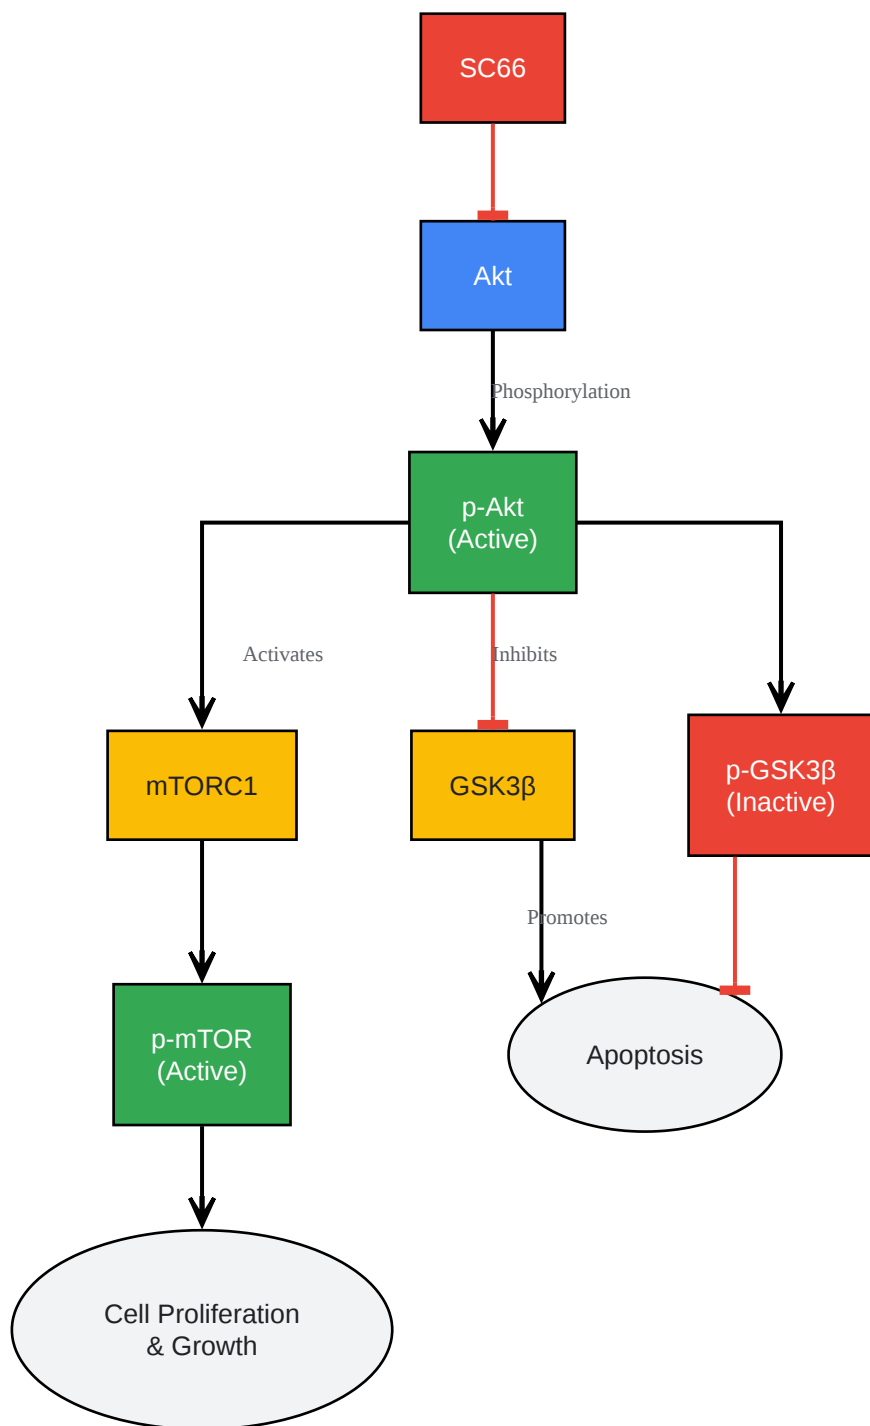 SC66
Akt
Phosphorylation
p-Akt
(Active)
Activates
Inhibits
mTORC1
GSK3β
p-GSK3β
(Inactive)
Promotes
p-mTOR
(Active)
Apoptosis
Cell Proliferation
& Growth